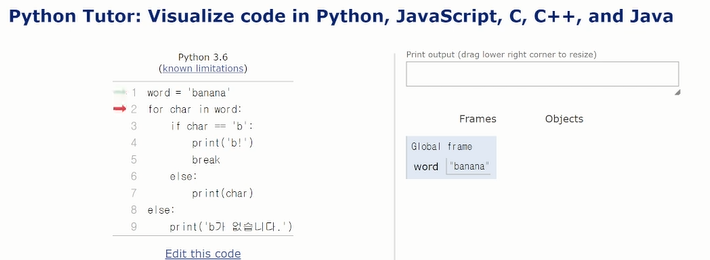 Python Tutor: Visualize code in Python, JavaScript, C, C++, and Java
Python 3.6
(known limitations)
1 word = 'banana'
2 for char in word:
3 if char == 'b':
4 print('b!')
5 break
6 else:
7 print(char)
8 else:
9 print('b가 없습니다.')
Edit this code
Print output (drag lower right corner to resize)
Frames Objects
Global frame
word "banana"